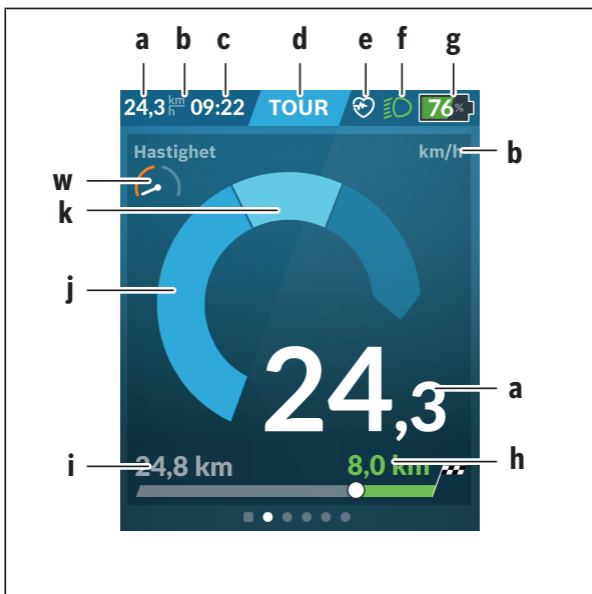 a b c d e f g
24,3 km/h 09:22 TOUR 76%
Hastighet km/h b
w
k
j
24,3 a
i 24,8 km 8,0 km h